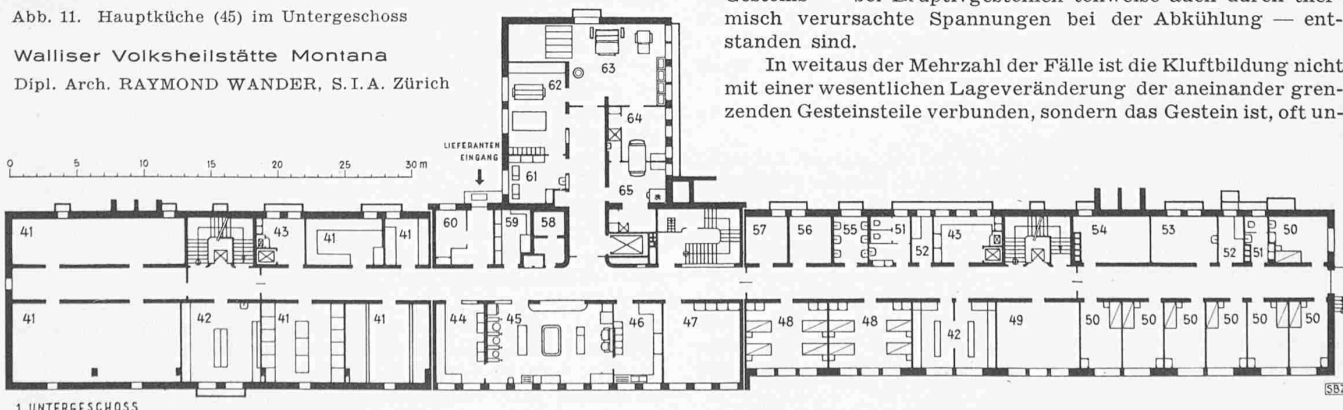 Abb. 11. Hauptküche (45) im Untergeschoss
Walliser Volksheilstätte Montana
Dipl. Arch. RAYMOND WANDER, S.I.A. Zürich
misch verursachte Spannungen bei der Abkühlung — ent-
standen sind.
In weitaus der Mehrzahl der Fälle ist die Kluftbildung nicht
mit einer wesentlichen Lageveränderung der aneinander gren-
zenden Gesteinsteile verbunden, sondern das Gestein ist, oft un-
0 5 10 15 20 25 30 m
LIEFERANTEN
EINGANG
62 63
64
61
65
41 43 41 41 60 59 58 57 56 55 51 52 43 54 53 52 51 50
41 42 41 41 44 45 46 47 48 48 42 49 50 50 50 50 50
1. UNTERGESCHOSS
SBZ